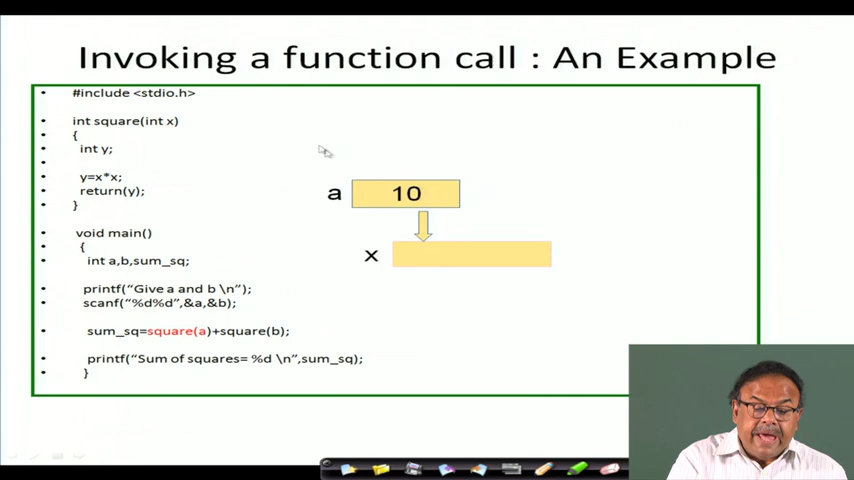 Invoking a function call : An Example
• #include <stdio.h>
• int square(int x)
• {
• int y;
•
• y=x*x;
• return(y);
• }
• void main()
• {
• int a,b,sum_sq;
• printf(“Give a and b \n”);
• scanf(“%d%d”,&a,&b);
• sum_sq=square(a)+square(b);
• printf(“Sum of squares= %d \n”,sum_sq);
• }
a 10
x